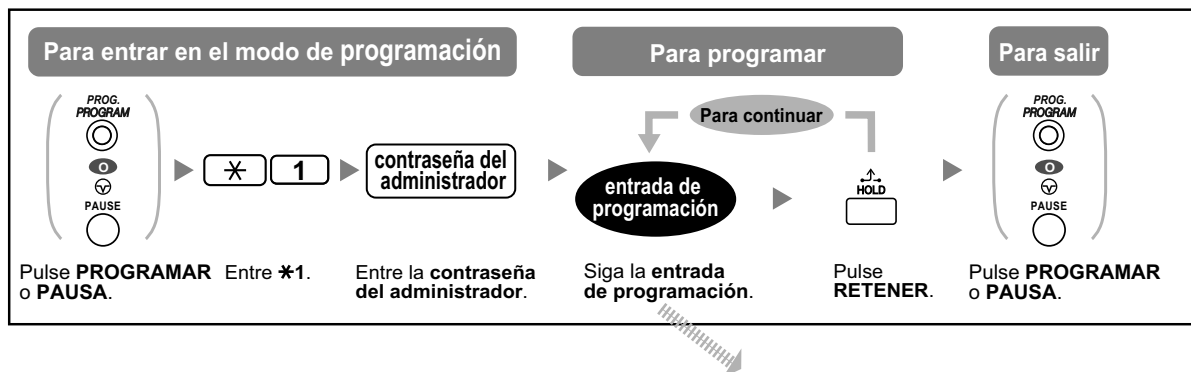 Para entrar en el modo de programación
Para programar
Para salir
PROG.
PROGRAM
O
PAUSE
✳ 1
contraseña del
administrador
Para continuar
entrada de
programación
HOLD
PROG.
PROGRAM
O
PAUSE
Pulse PROGRAMAR
o PAUSA.
Entre ✳1.
Entre la contraseña
del administrador.
Siga la entrada
de programación.
Pulse
RETENER.
Pulse PROGRAMAR
o PAUSA.